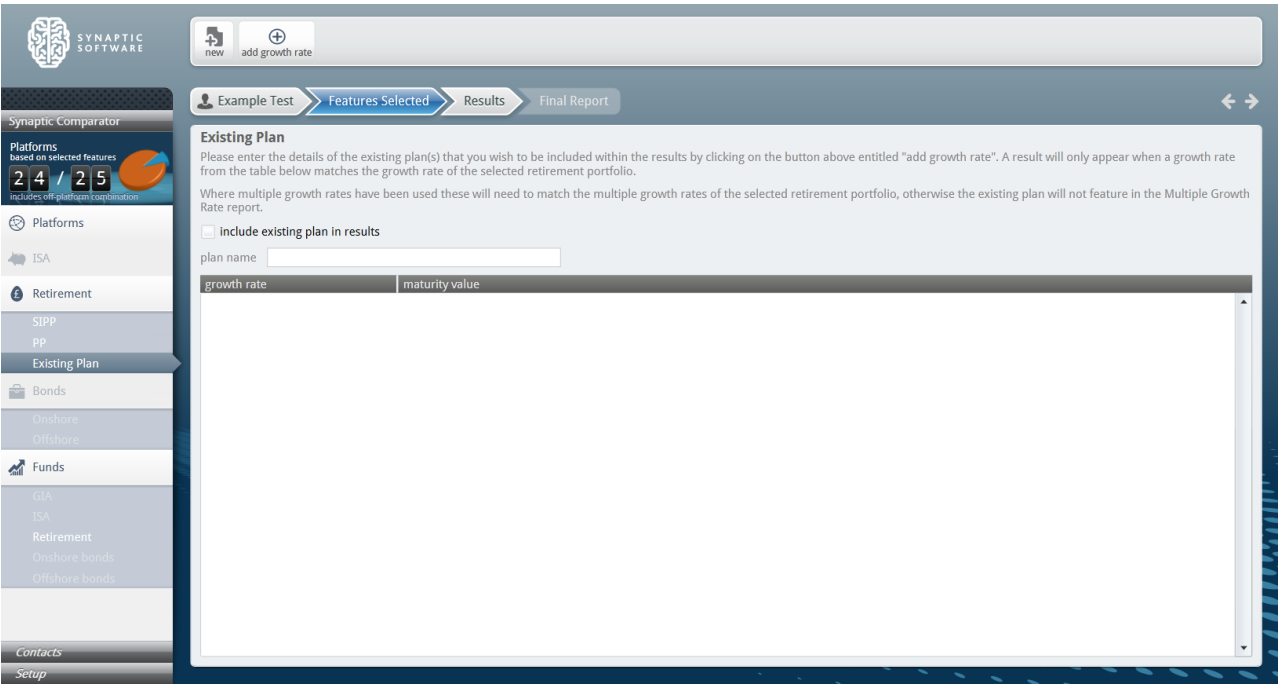 SYNAPTIC
SOFTWARE
new
add growth rate
Example Test
Features Selected
Results
Final Report
Synaptic Comparator
Platforms
based on selected features
24 / 25
includes off-platform combination
Platforms
ISA
Retirement
SIPP
PP
Existing Plan
Bonds
Onshore
Offshore
Funds
GIA
ISA
Retirement
Onshore bonds
Offshore bonds
Contacts
Setup
Existing Plan
Please enter the details of the existing plan(s) that you wish to be included within the results by clicking on the button above entitled "add growth rate". A result will only appear when a growth rate
from the table below matches the growth rate of the selected retirement portfolio.
Where multiple growth rates have been used these will need to match the multiple growth rates of the selected retirement portfolio, otherwise the existing plan will not feature in the Multiple Growth
Rate report.
include existing plan in results
plan name
growth rate
maturity value